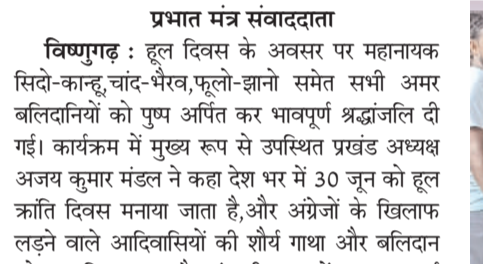 प्रभात मंत्र संवाददाता
विष्णुगढ़ : हूल दिवस के अवसर पर महानायक
सिदो-कान्हू,चांद-भैरव,फूलो-झानो समेत सभी अमर
बलिदानियों को पुष्प अर्पित कर भावपूर्ण श्रद्धांजलि दी
गई। कार्यक्रम में मुख्य रूप से उपस्थित प्रखंड अध्यक्ष
अजय कुमार मंडल ने कहा देश भर में 30 जून को हूल
क्रांति दिवस मनाया जाता है,और अंग्रेजों के खिलाफ
लड़ने वाले आदिवासियों की शौर्य गाथा और बलिदान